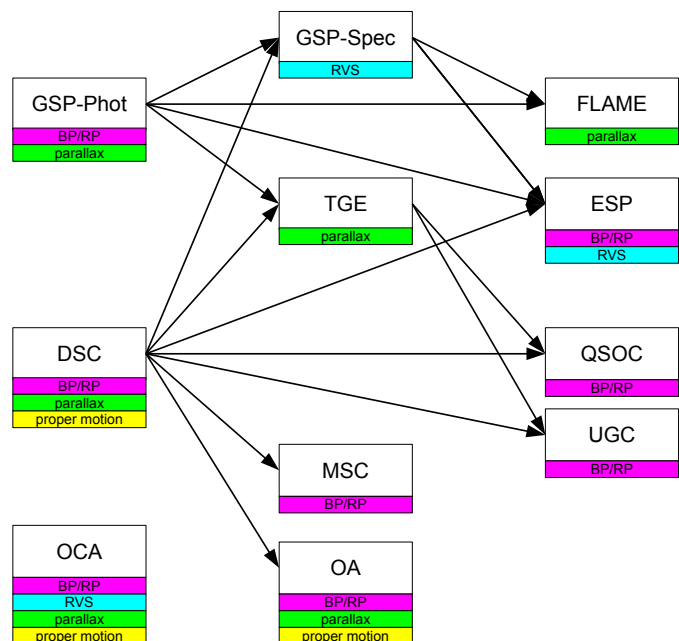 GSP-Spec
RVS
GSP-Phot
BP/RP
parallax
FLAME
parallax
TGE
parallax
ESP
BP/RP
RVS
DSC
BP/RP
parallax
proper motion
QSOC
BP/RP
UGC
BP/RP
MSC
BP/RP
OCA
BP/RP
RVS
parallax
proper motion
OA
BP/RP
parallax
proper motion